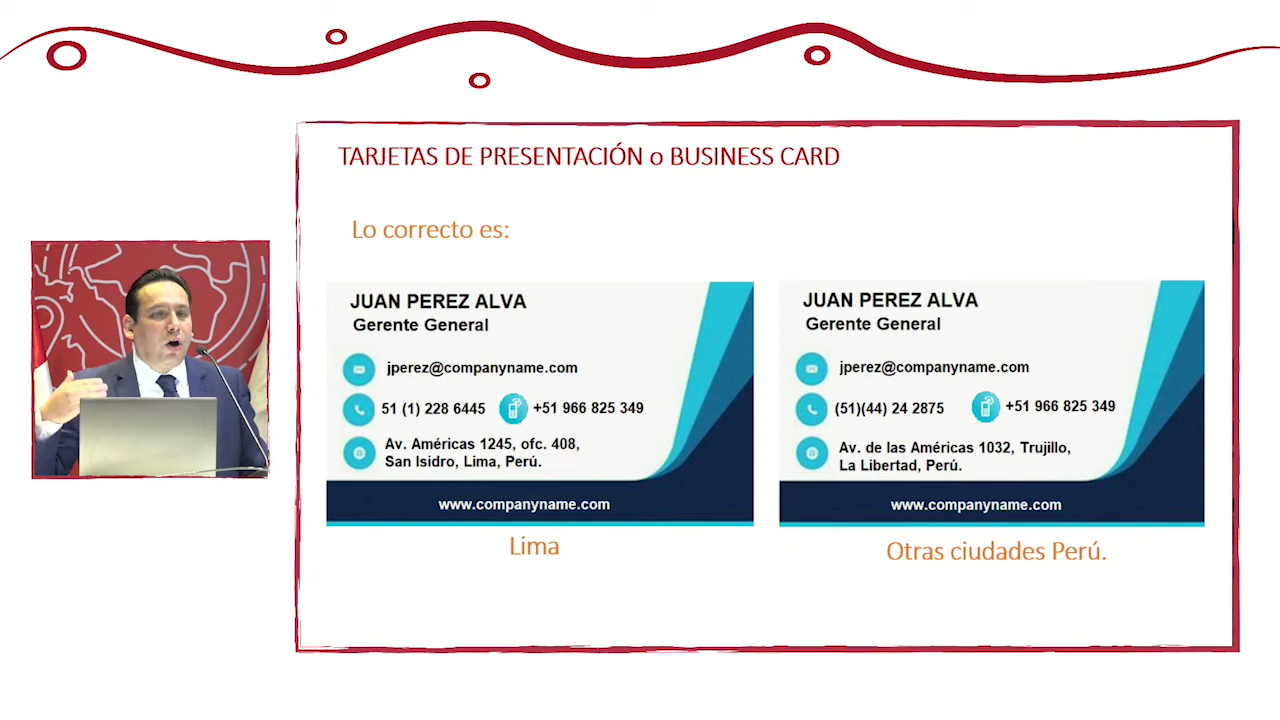 TARJETAS DE PRESENTACIÓN o BUSINESS CARD
Lo correcto es:
JUAN PEREZ ALVA
Gerente General
jperez@companyname.com
51 (1) 228 6445 +51 966 825 349
Av. Américas 1245, ofc. 408,
San Isidro, Lima, Perú.
www.companyname.com
Lima
JUAN PEREZ ALVA
Gerente General
jperez@companyname.com
(51)(44) 24 2875 +51 966 825 349
Av. de las Américas 1032, Trujillo,
La Libertad, Perú.
www.companyname.com
Otras ciudades Perú.